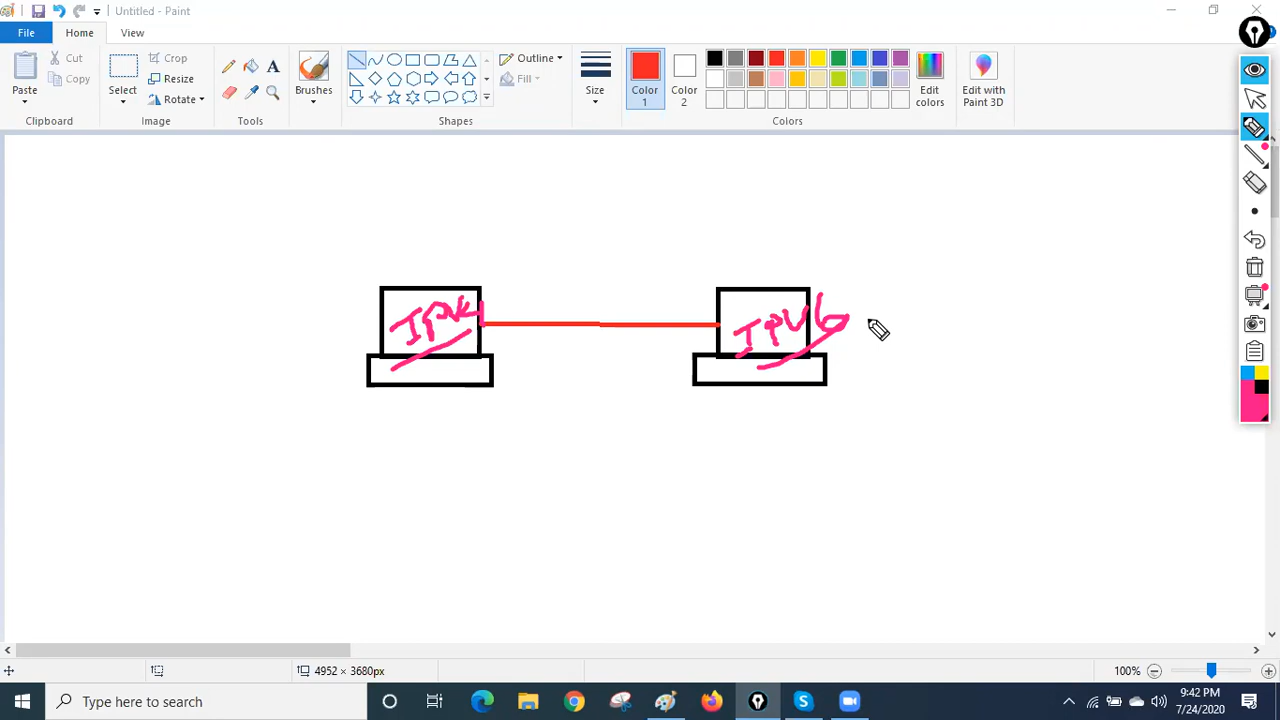 Untitled - Paint
File
Home
View
Paste
Cut
Copy
Clipboard
Select
Crop
Resize
Rotate
Image
A
Tools
Brushes
Outline
Fill
Shapes
Size
Color 1
Color 2
Edit colors
Edit with Paint 3D
Colors
IPV4
IPV6
4952 × 3680px
100%
Type here to search
9:42 PM
7/24/2020